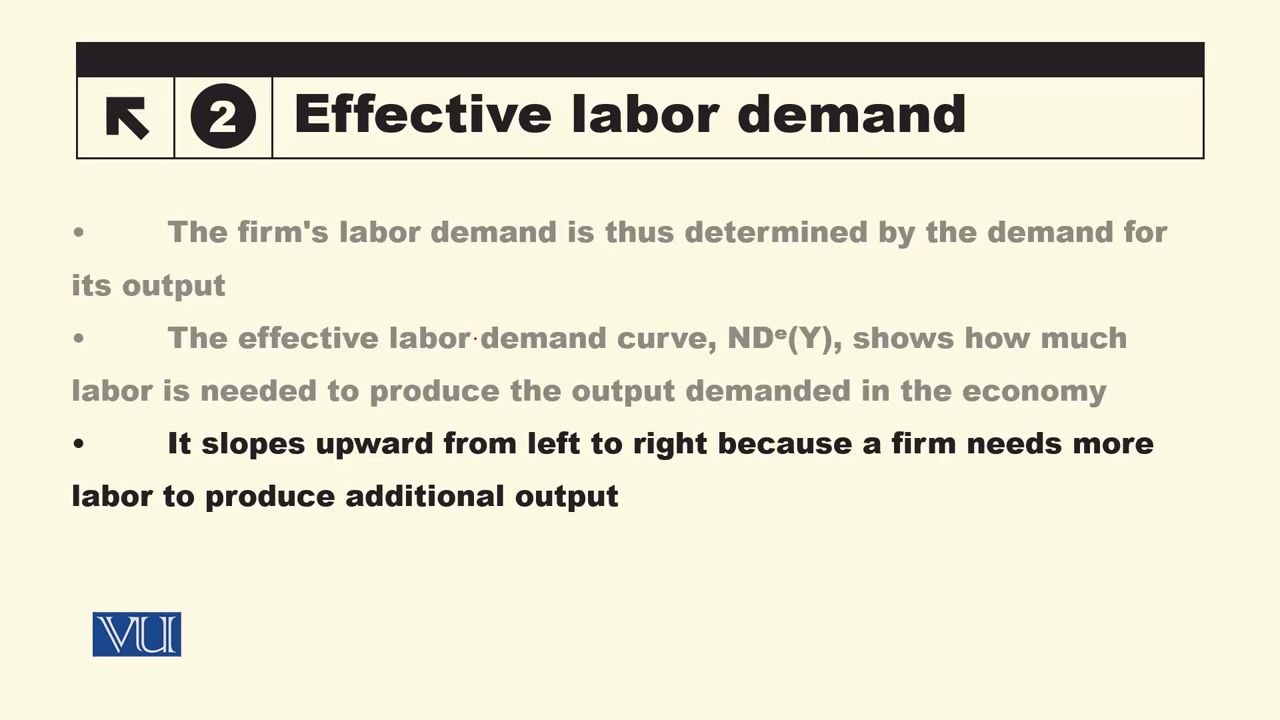 2 Effective labor demand
• The firm's labor demand is thus determined by the demand for
its output
• The effective labor demand curve, NDᵉ(Y), shows how much
labor is needed to produce the output demanded in the economy
• It slopes upward from left to right because a firm needs more
labor to produce additional output
VU